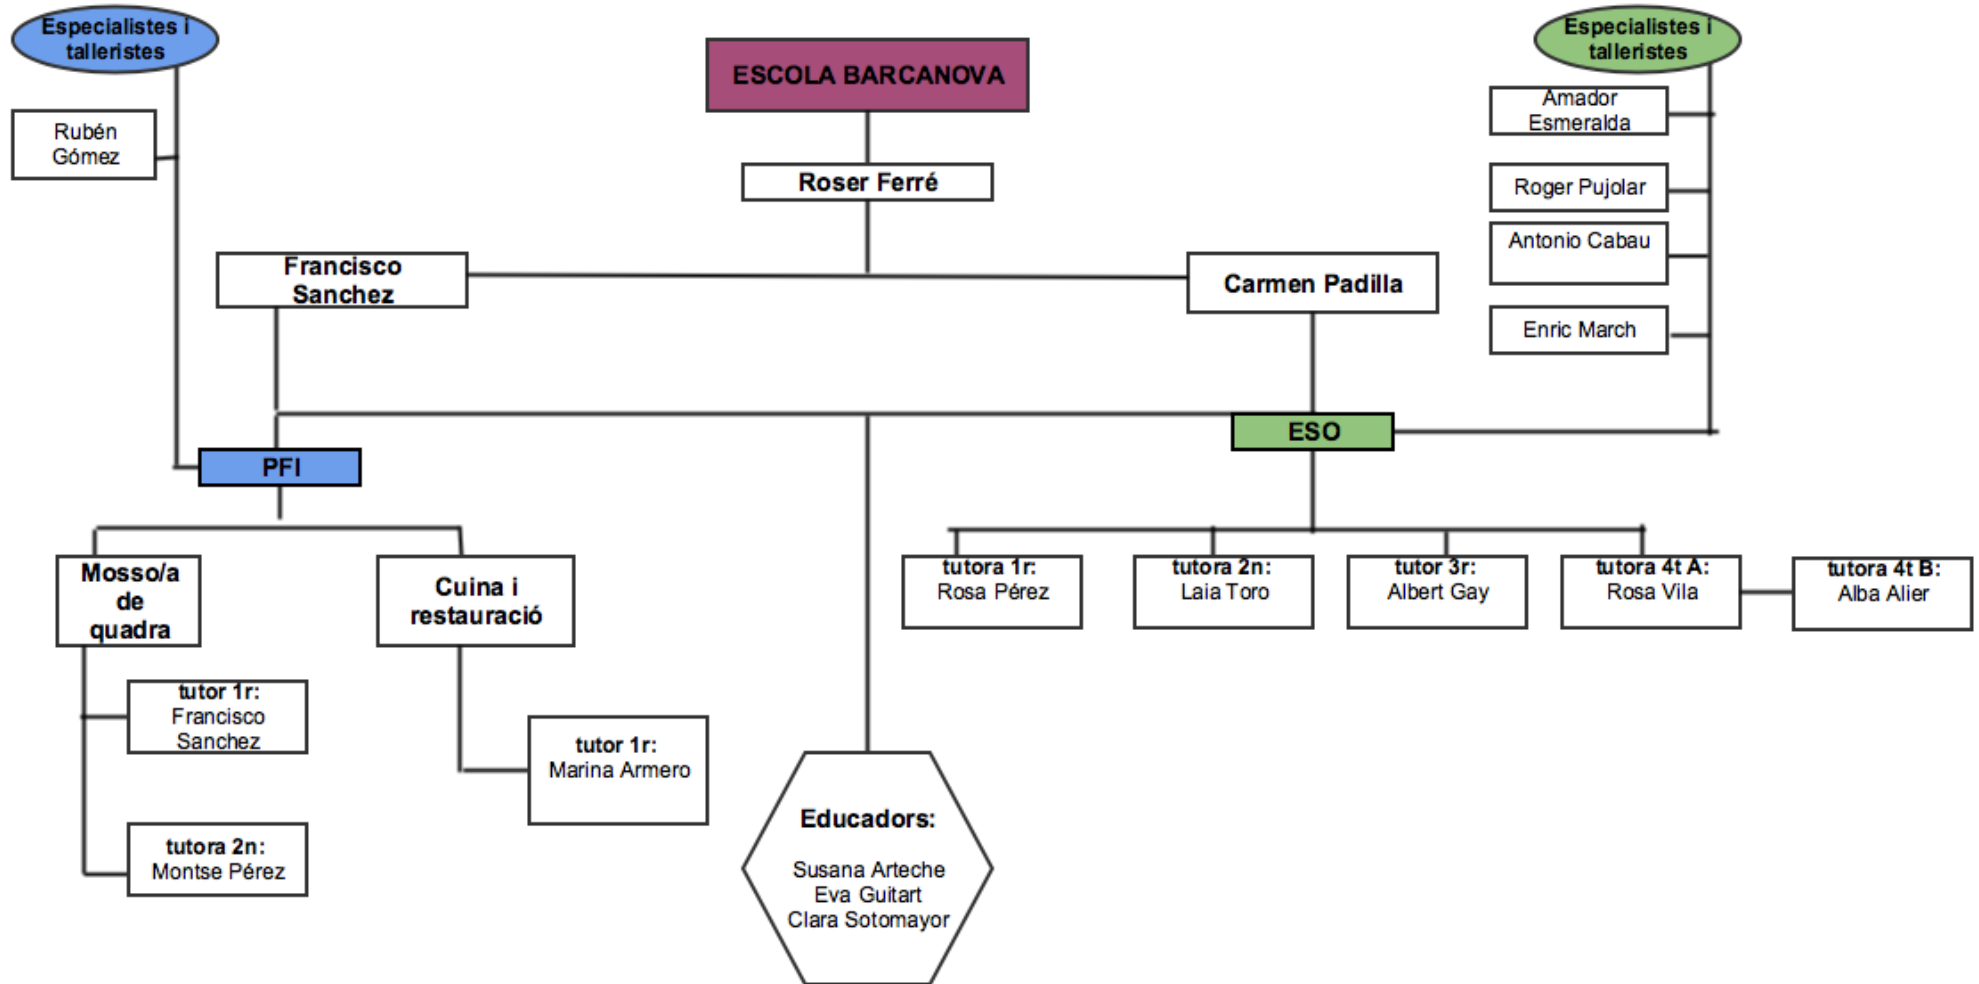 Especialistes i
talleristes
Rubén
Gómez
ESCOLA BARCANOVA
Roser Ferré
Especialistes i
talleristes
Amador
Esmeralda
Roger Pujolar
Antonio Cabau
Enric March
Francisco
Sanchez
Carmen Padilla
PFI
ESO
Mosso/a
de
quadra
Cuina i
restauració
tutor 1r:
Francisco
Sanchez
tutora 2n:
Montse Pérez
tutor 1r:
Marina Armero
Educadors:
Susana Arteche
Eva Guitart
Clara Sotomayor
tutora 1r:
Rosa Pérez
tutora 2n:
Laia Toro
tutor 3r:
Albert Gay
tutora 4t A:
Rosa Vila
tutora 4t B:
Alba Alier